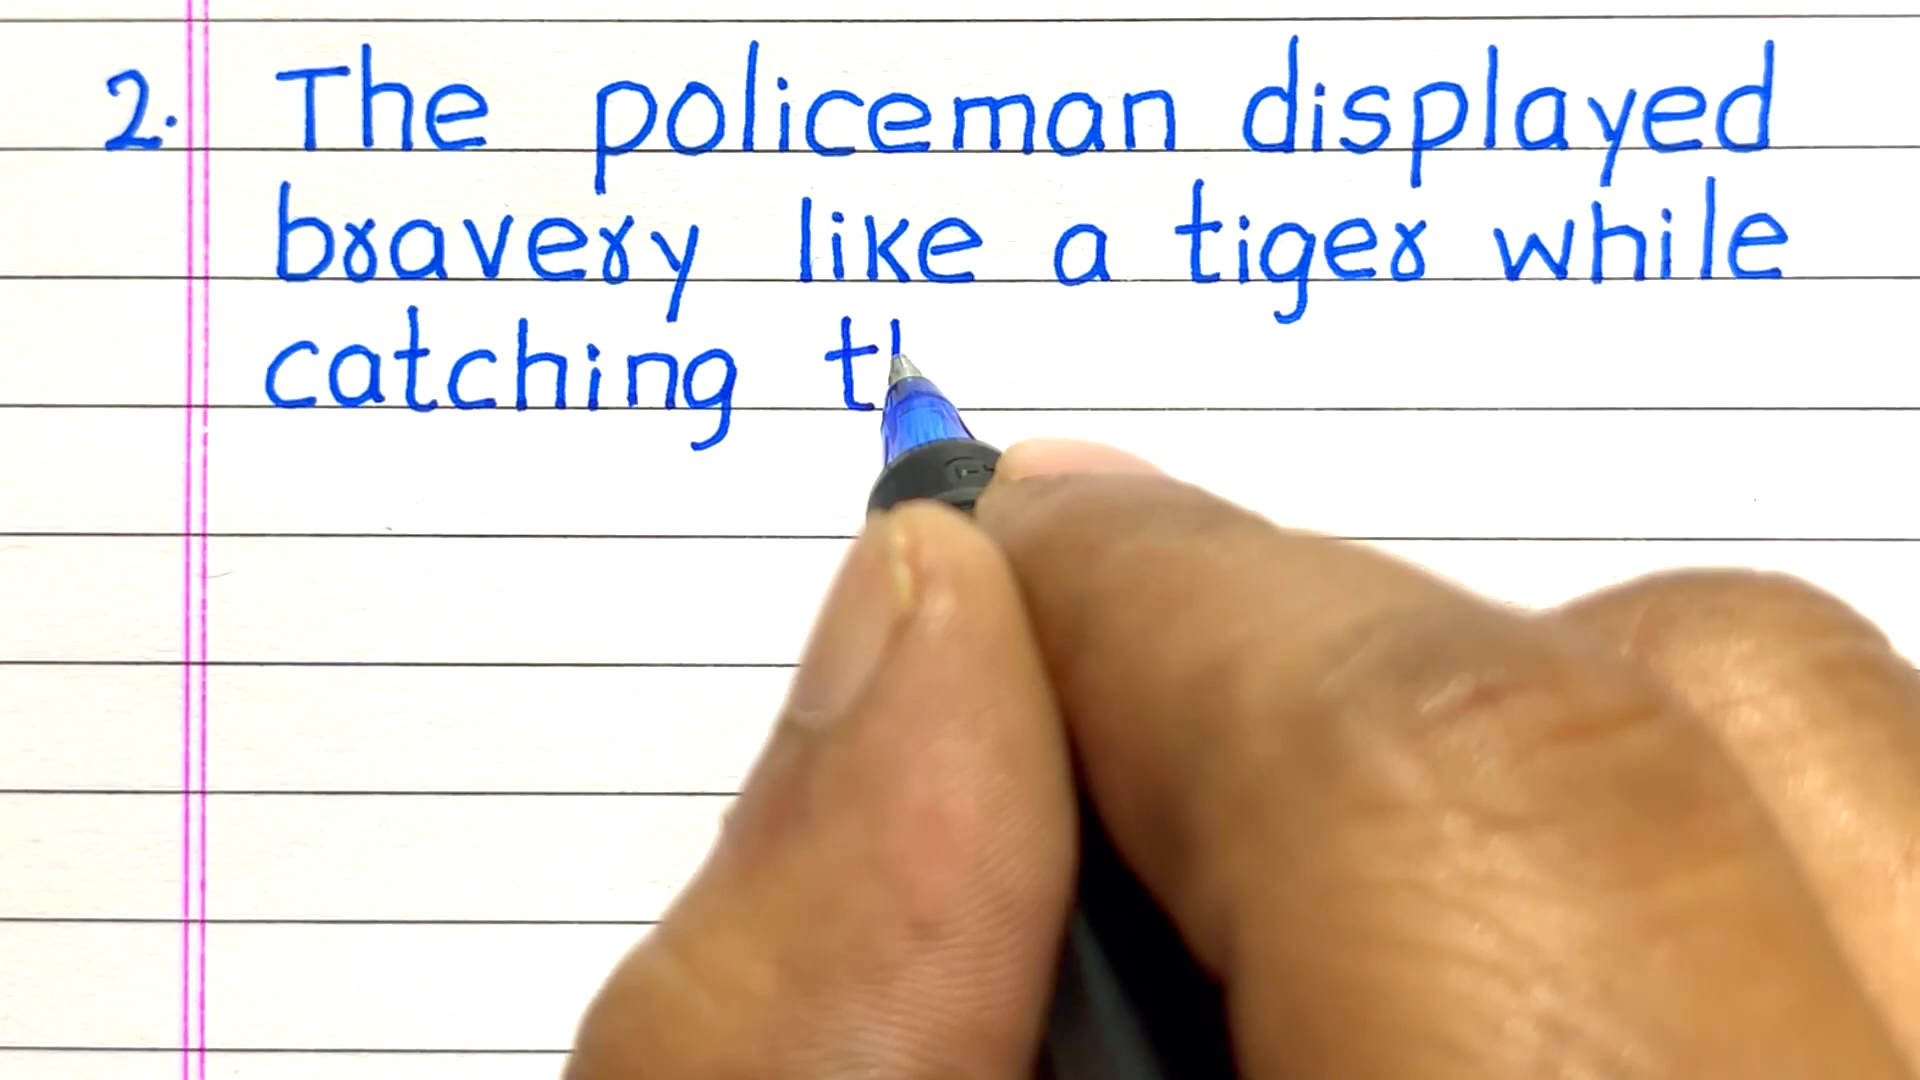 2. The policeman displayed
bravery like a tiger while
catching t